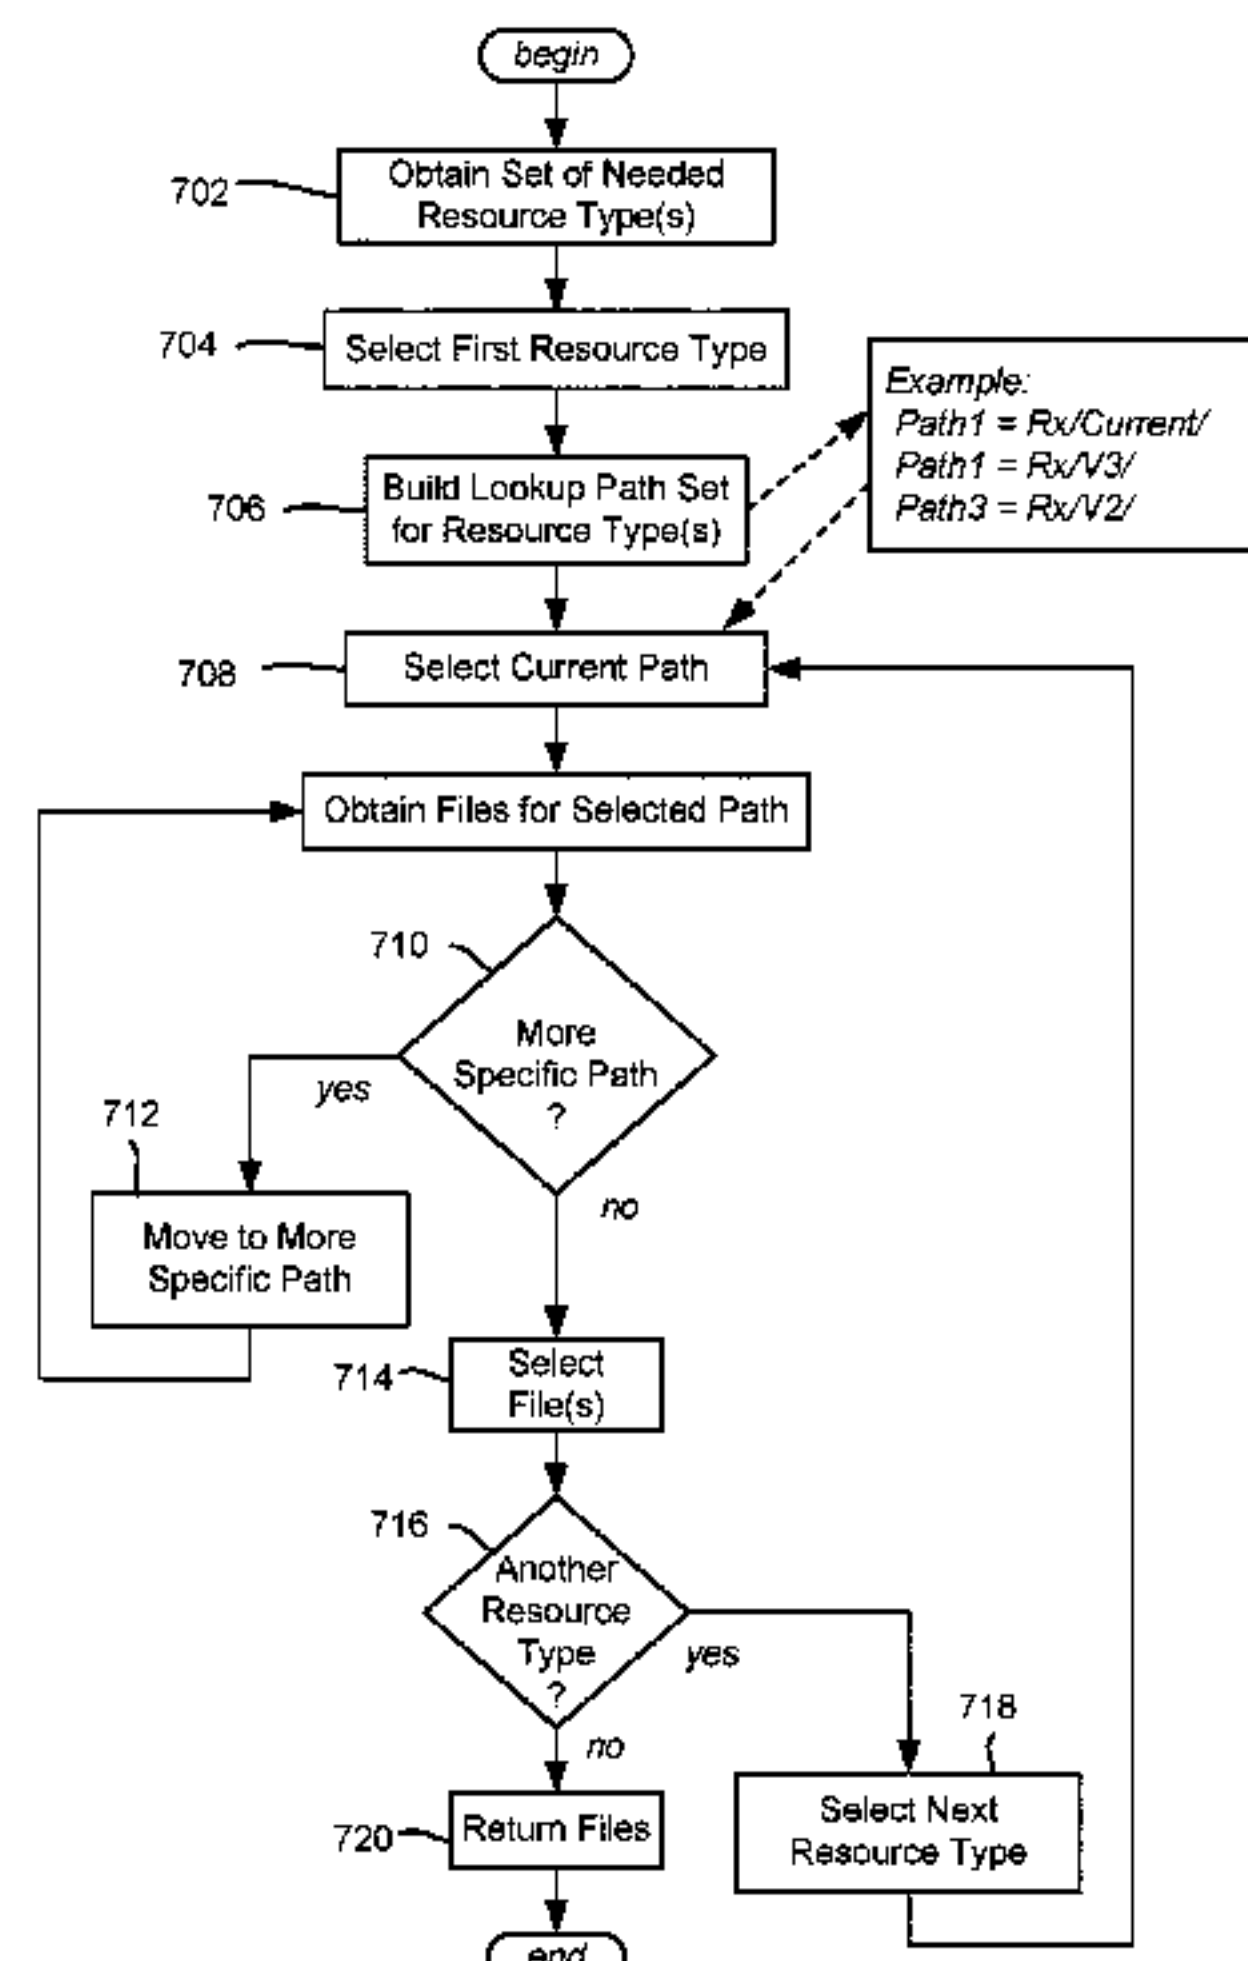 begin
702
Obtain Set of Needed
Resource Type(s)
704
Select First Resource Type
Example:
Path1 = Rx/Current/
Path1 = Rx/V3/
Path3 = Rx/V2/
706
Build Lookup Path Set
for Resource Type(s)
708
Select Current Path
Obtain Files for Selected Path
710
More
Specific Path
?
yes
no
712
Move to More
Specific Path
714
Select
File(s)
716
Another
Resource
Type
?
yes
no
718
Select Next
Resource Type
720
Return Files
end